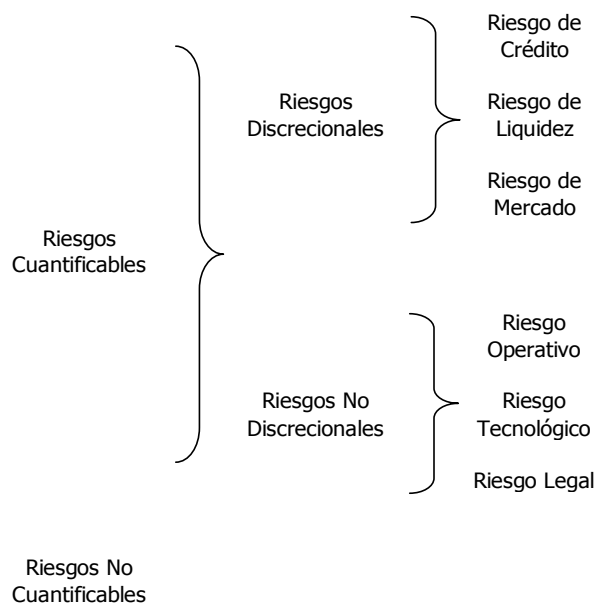 Riesgos
Cuantificables
Riesgos
Discrecionales
Riesgo de
Crédito
Riesgo de
Liquidez
Riesgo de
Mercado
Riesgos No
Discrecionales
Riesgo
Operativo
Riesgo
Tecnológico
Riesgo Legal
Riesgos No
Cuantificables